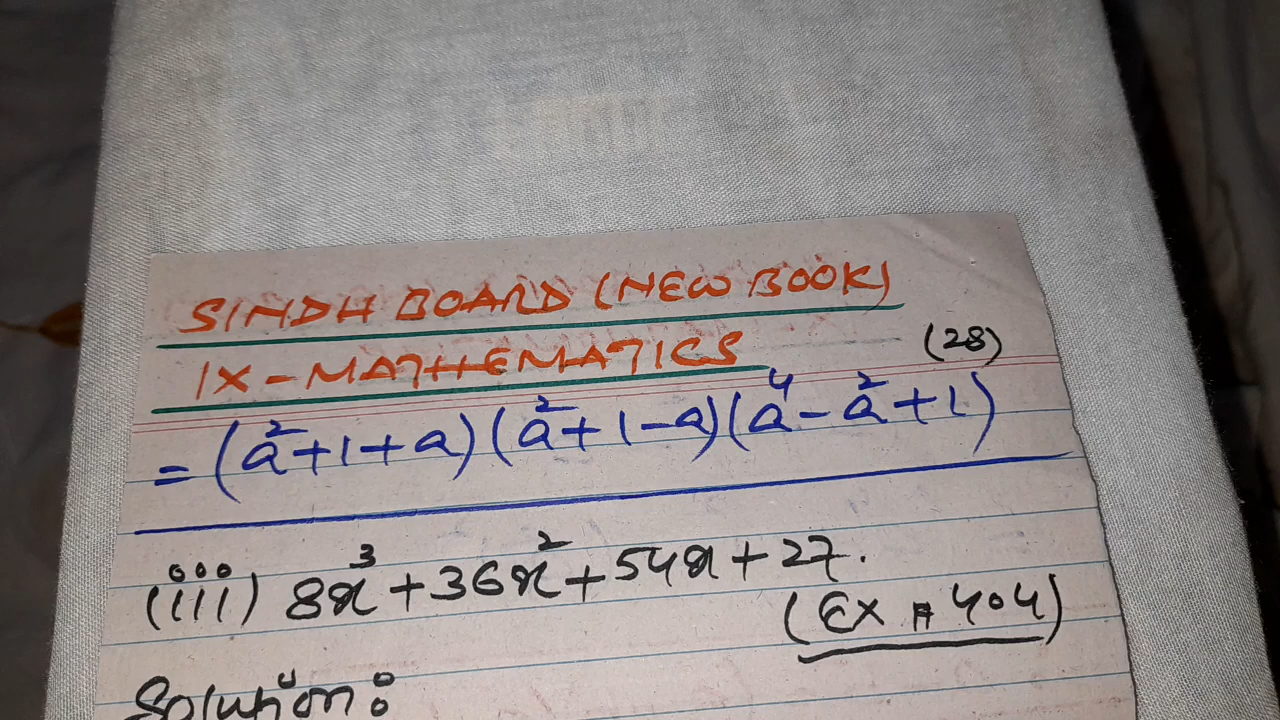 SINDH BOARD (NEW BOOK)
IX-MATHEMATICS (28)
= (a²+1+a)(a²+1-a)(a⁴-a²+1)
(iii) 8x³+36x²+54x+27.
(Ex # 4.4)
Solution: